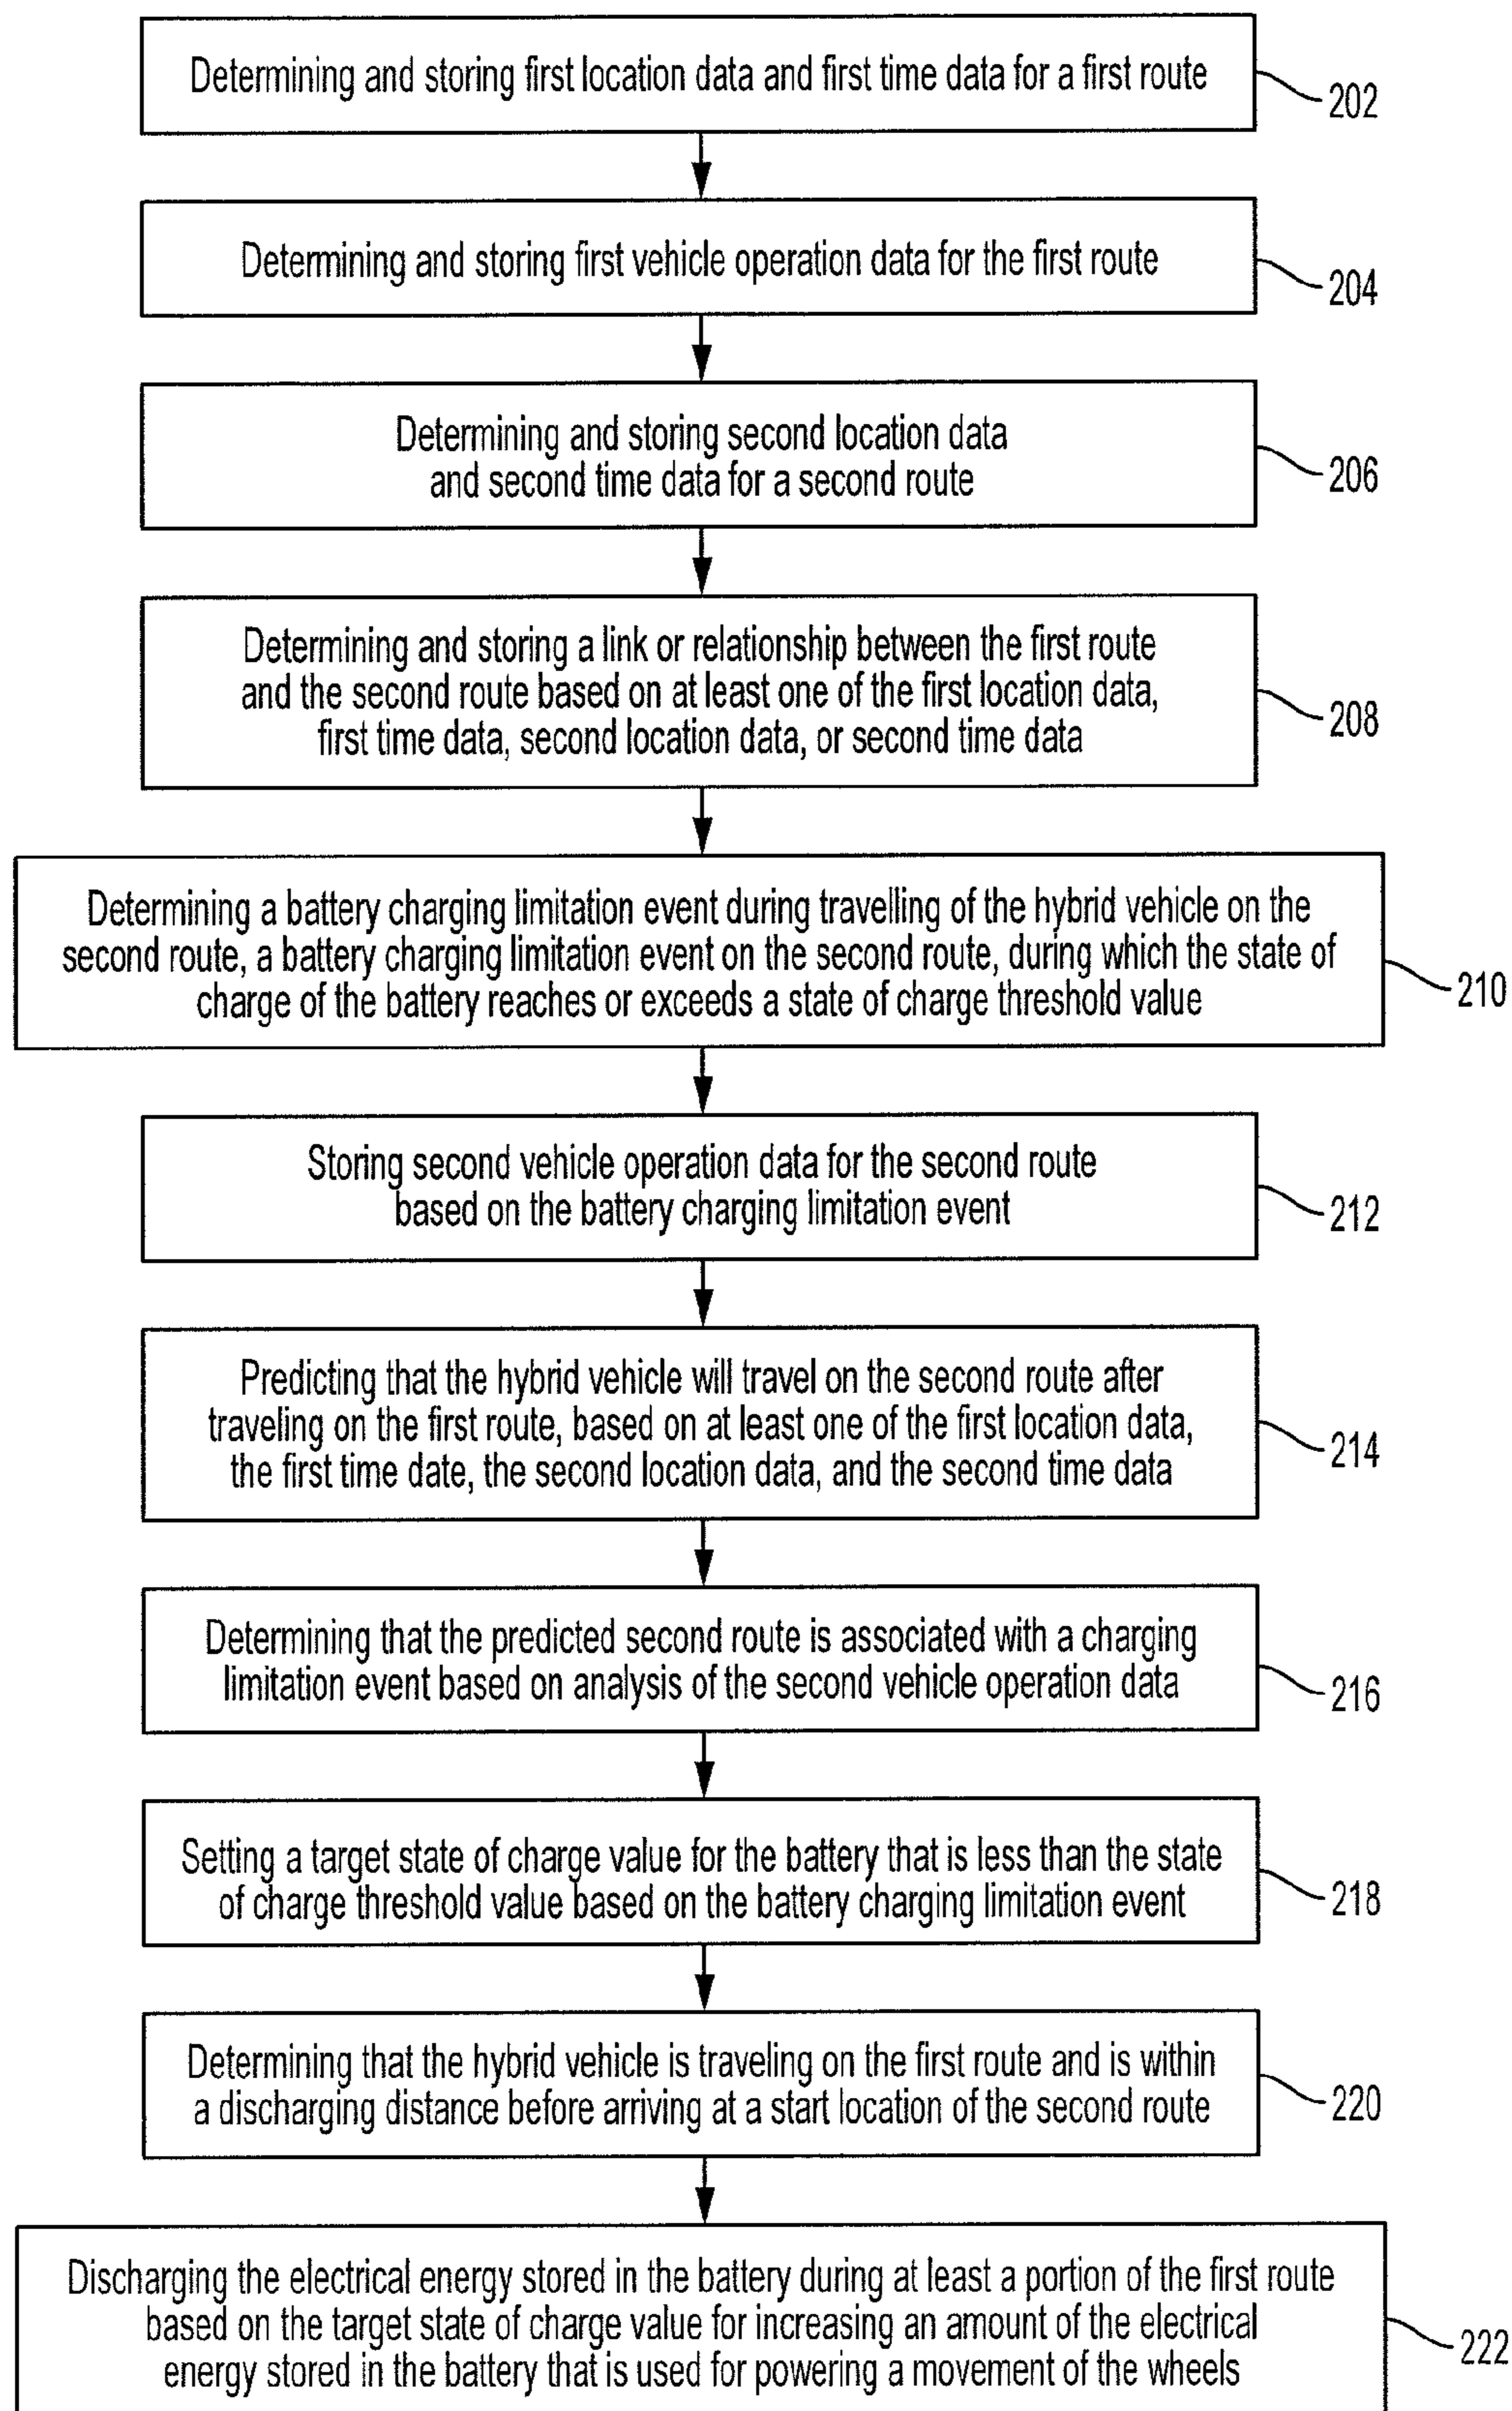 Determining and storing first location data and first time data for a first route
202
Determining and storing first vehicle operation data for the first route
204
Determining and storing second location data
and second time data for a second route
206
Determining and storing a link or relationship between the first route
and the second route based on at least one of the first location data,
first time data, second location data, or second time data
208
Determining a battery charging limitation event during travelling of the hybrid vehicle on the
second route, a battery charging limitation event on the second route, during which the state of
charge of the battery reaches or exceeds a state of charge threshold value
210
Storing second vehicle operation data for the second route
based on the battery charging limitation event
212
Predicting that the hybrid vehicle will travel on the second route after
traveling on the first route, based on at least one of the first location data,
the first time date, the second location data, and the second time data
214
Determining that the predicted second route is associated with a charging
limitation event based on analysis of the second vehicle operation data
216
Setting a target state of charge value for the battery that is less than the state
of charge threshold value based on the battery charging limitation event
218
Determining that the hybrid vehicle is traveling on the first route and is within
a discharging distance before arriving at a start location of the second route
220
Discharging the electrical energy stored in the battery during at least a portion of the first route
based on the target state of charge value for increasing an amount of the electrical
energy stored in the battery that is used for powering a movement of the wheels
222